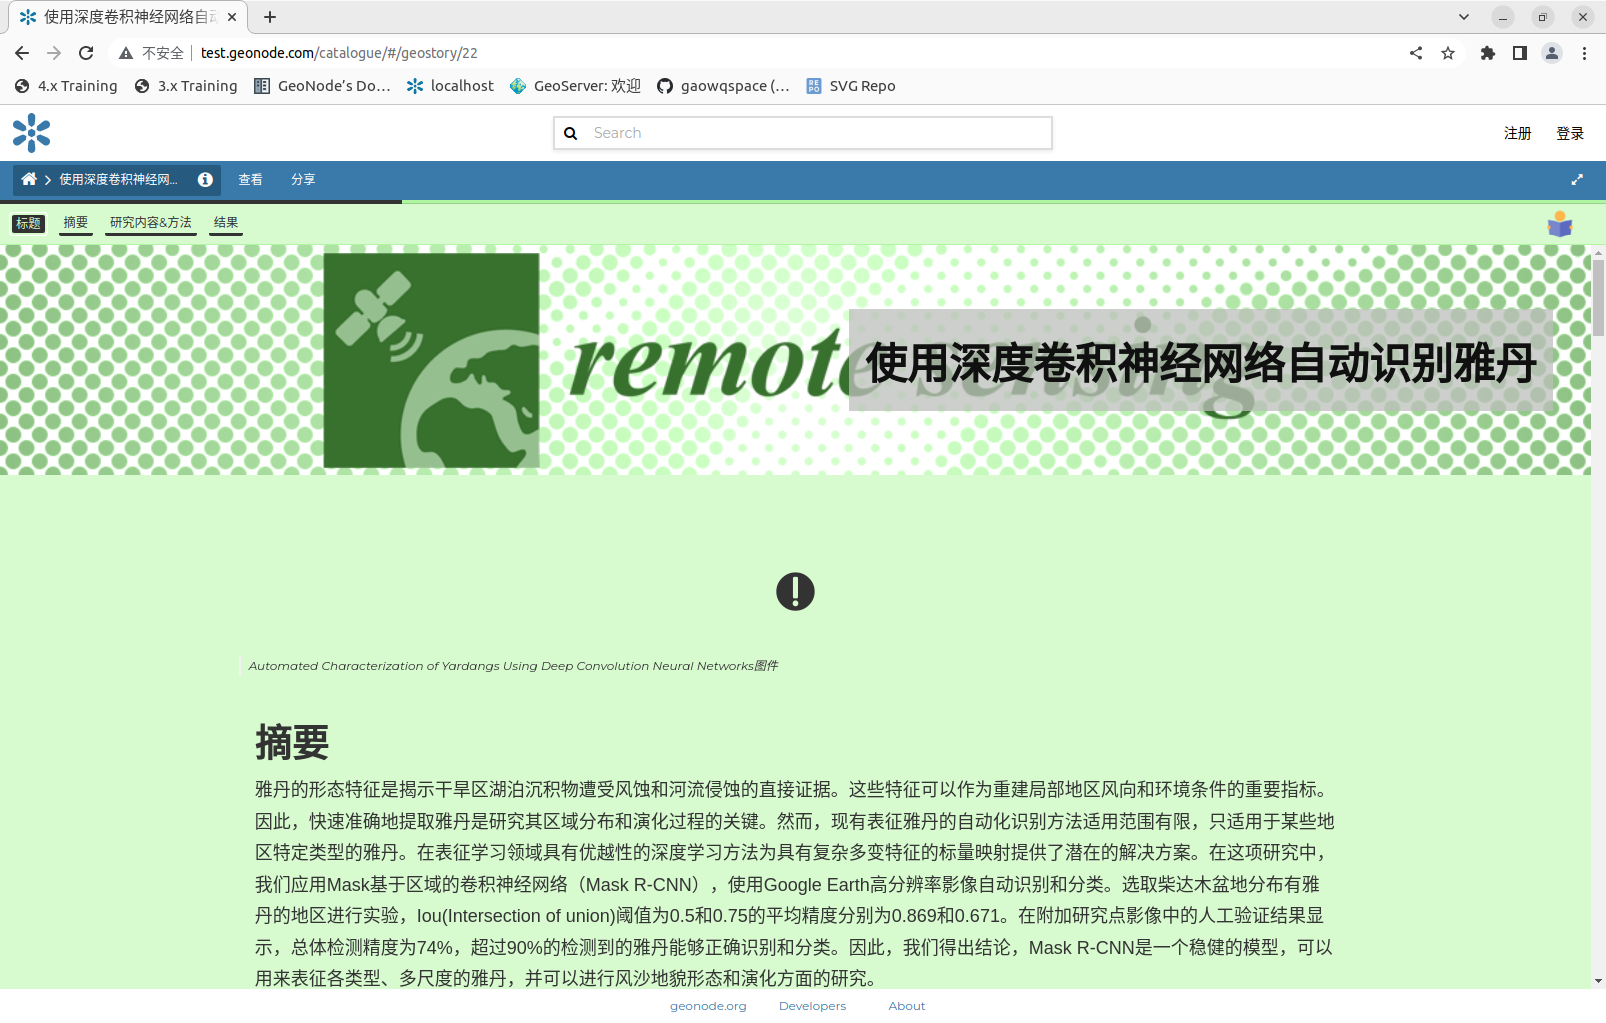 使用深度卷积神经网络自动
不安全 test.geonode.com/catalogue/#/geostory/22
4.x Training 3.x Training GeoNode’s Do… localhost GeoServer: 欢迎 gaowqspace (… SVG Repo
Search 注册 登录
使用深度卷积神经网... 查看 分享
标题 摘要 研究内容&方法 结果
remote sensing
使用深度卷积神经网络自动识别雅丹
Automated Characterization of Yardangs Using Deep Convolution Neural Networks图件
摘要
雅丹的形态特征是揭示干旱区湖泊沉积物遭受风蚀和河流侵蚀的直接证据。这些特征可以作为重建局部地区风向和环境条件的重要指标。
因此，快速准确地提取雅丹是研究其区域分布和演化过程的关键。然而，现有表征雅丹的自动化识别方法适用范围有限，只适用于某些地
区特定类型的雅丹。在表征学习领域具有优越性的深度学习方法为具有复杂多变特征的标量映射提供了潜在的解决方案。在这项研究中，
我们应用Mask基于区域的卷积神经网络（Mask R-CNN），使用Google Earth高分辨率影像自动识别和分类。选取柴达木盆地分布有雅
丹的地区进行实验，Iou(Intersection of union)阈值为0.5和0.75的平均精度分别为0.869和0.671。在附加研究点影像中的人工验证结果显
示，总体检测精度为74%，超过90%的检测到的雅丹能够正确识别和分类。因此，我们得出结论，Mask R-CNN是一个稳健的模型，可以
用来表征各类型、多尺度的雅丹，并可以进行风沙地貌形态和演化方面的研究。
geonode.org Developers About